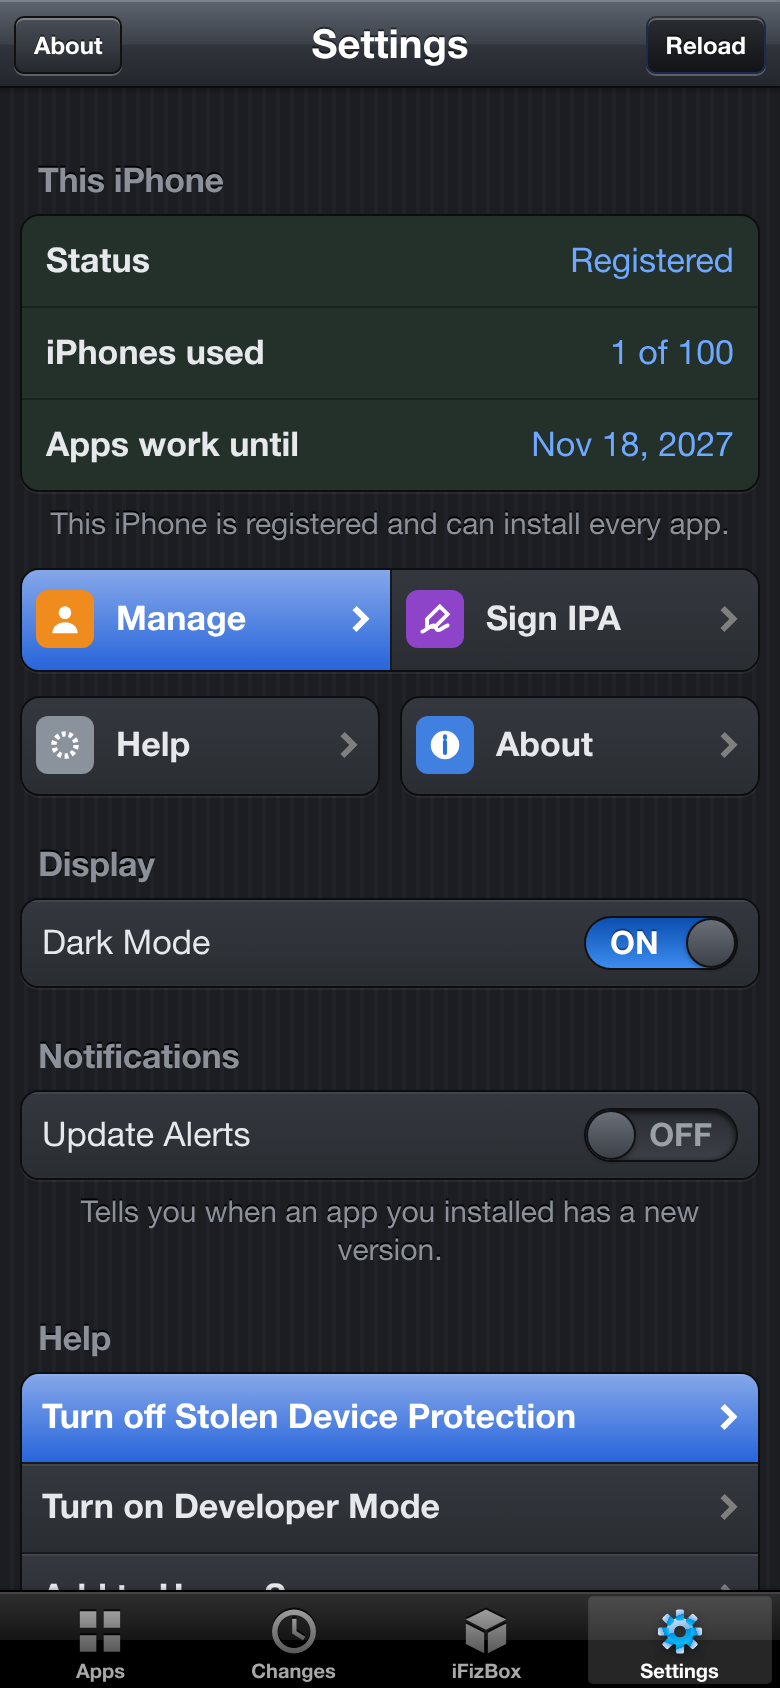 About
Settings
Reload
This iPhone
Status
Registered
iPhones used
1 of 100
Apps work until
Nov 18, 2027
This iPhone is registered and can install every app.
Manage
Sign IPA
Help
About
Display
Dark Mode
ON
Notifications
Update Alerts
OFF
Tells you when an app you installed has a new
version.
Help
Turn off Stolen Device Protection
Turn on Developer Mode
Apps
Changes
iFizBox
Settings